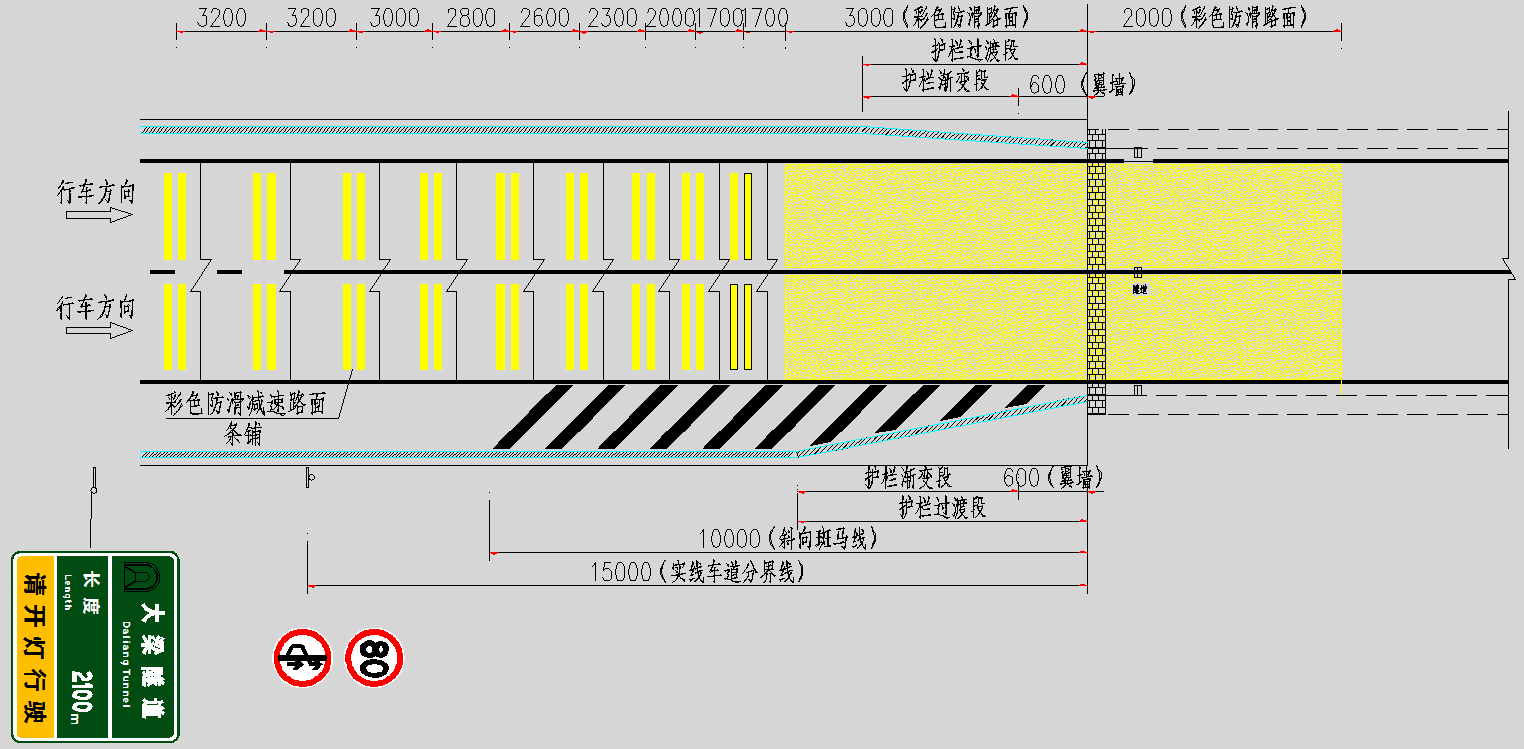 3200 3200 3000 2800 2600 2300 2000 1700 1700 3000（彩色防滑路面） 2000（彩色防滑路面）
护栏过渡段
护栏渐变段 600（翼墙）
行车方向
隧道
行车方向
彩色防滑减速路面
条铺
护栏渐变段 600（翼墙）
护栏过渡段
10000（斜向斑马线）
15000（实线车道分界线）
大梁隧道
Daliang Tunnel
长度
Length
2100m
请开灯行驶
80